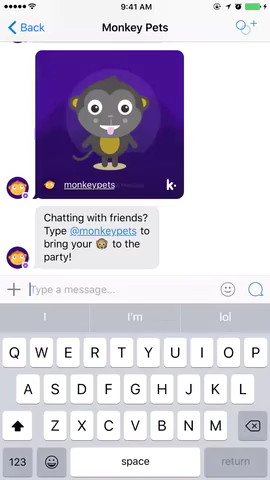 9:41 AM
Back
Monkey Pets
monkeypets
k·
Chatting with friends?
Type @monkeypets to
bring your 🙊 to the
party!
Type a message...
I I'm lol
Q W E R T Y U I O P
A S D F G H J K L
Z X C V B N M
123 space return